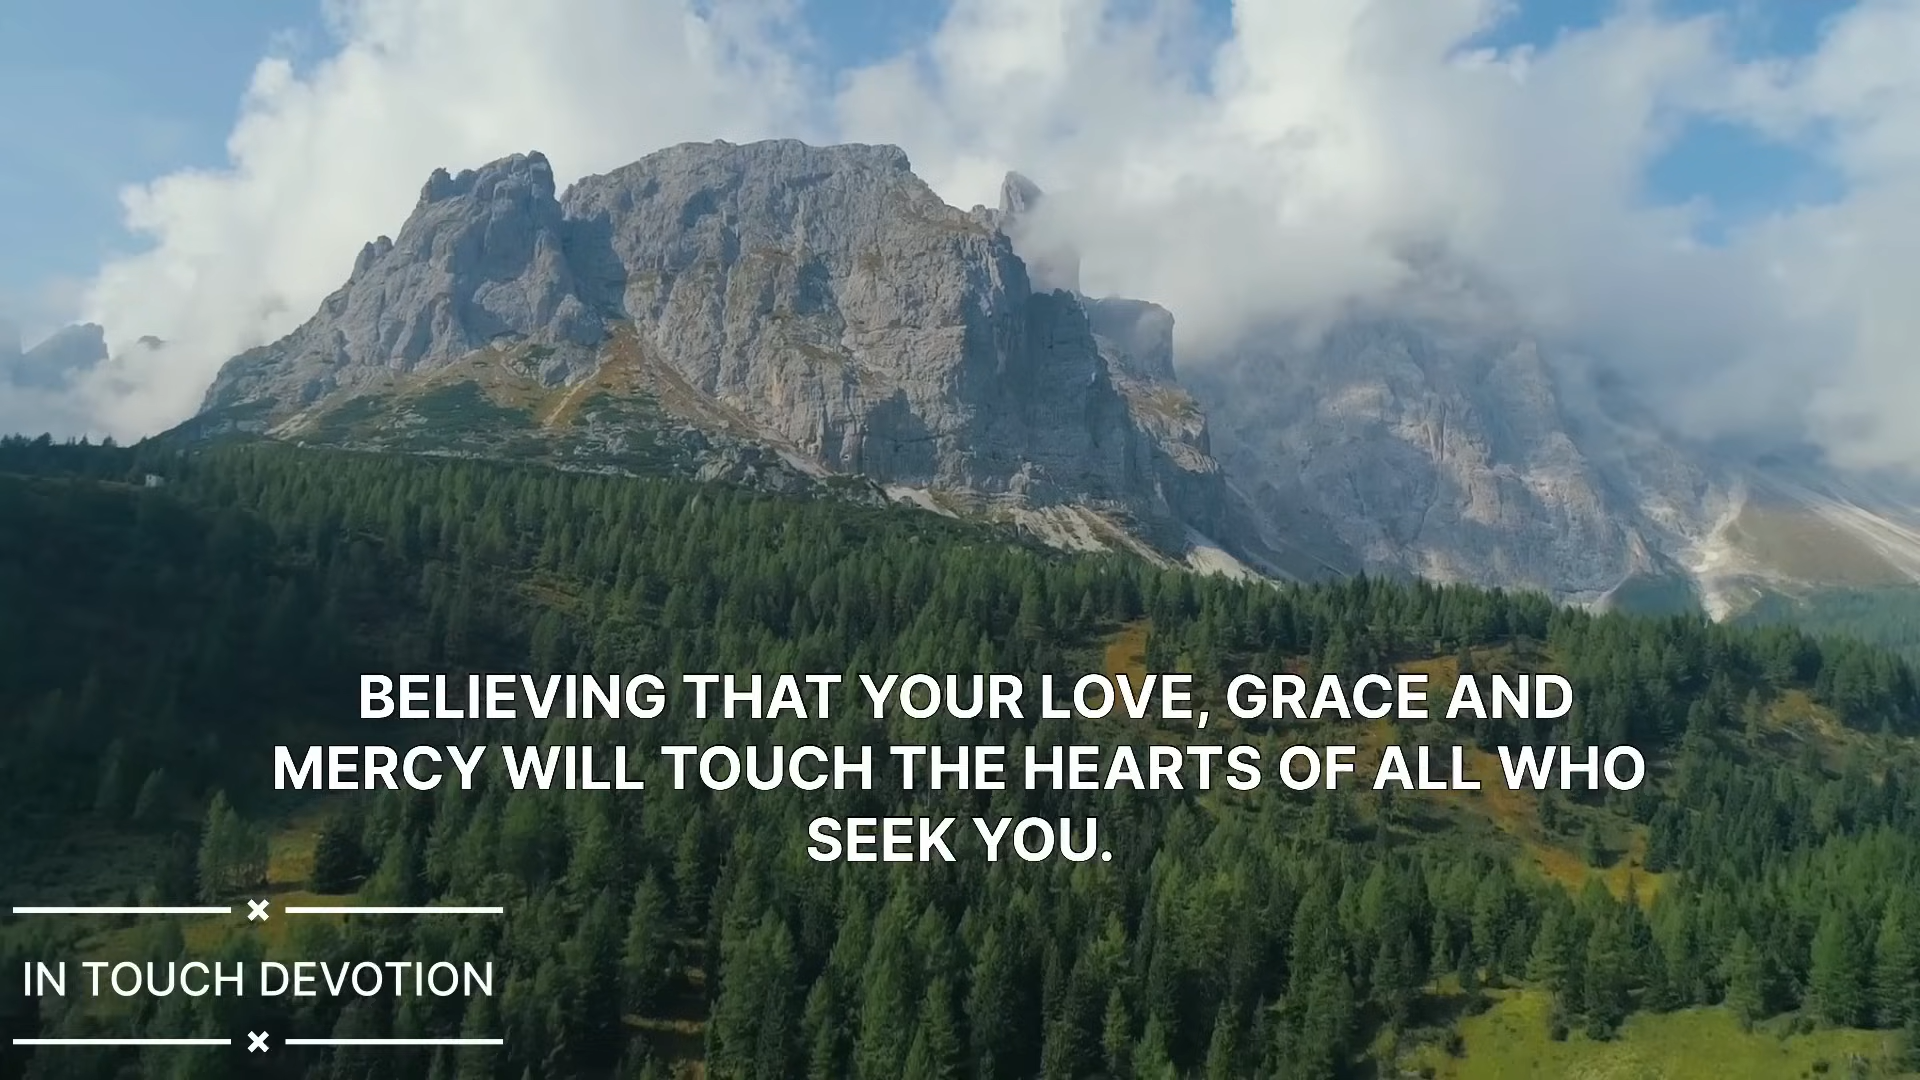 BELIEVING THAT YOUR LOVE, GRACE AND
MERCY WILL TOUCH THE HEARTS OF ALL WHO
SEEK YOU.
IN TOUCH DEVOTION